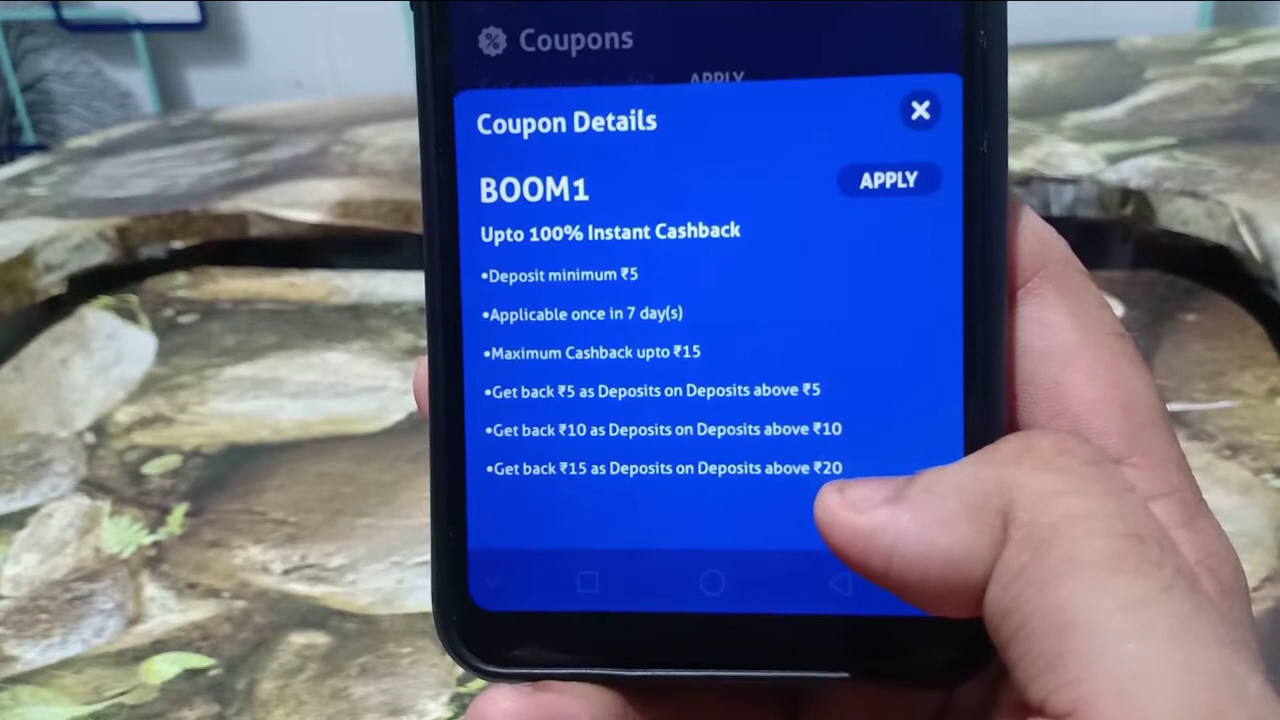 Coupons
APPLY
Coupon Details
BOOM1
APPLY
Upto 100% Instant Cashback
•Deposit minimum ₹5
•Applicable once in 7 day(s)
•Maximum Cashback upto ₹15
•Get back ₹5 as Deposits on Deposits above ₹5
•Get back ₹10 as Deposits on Deposits above ₹10
•Get back ₹15 as Deposits on Deposits above ₹20